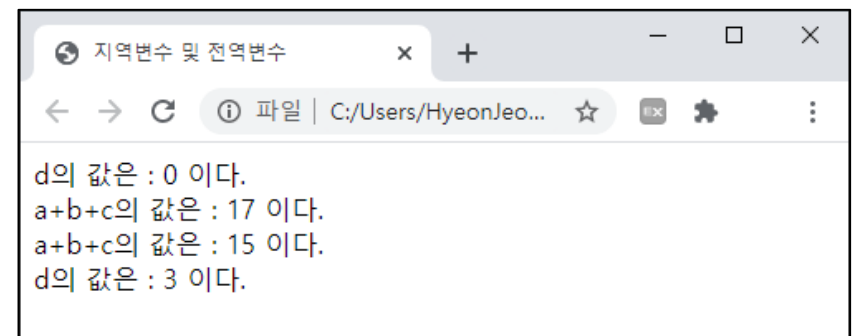 지역변수 및 전역변수
파일 | C:/Users/HyeonJeo...
EX
d의 값은 : 0 이다.
a+b+c의 값은 : 17 이다.
a+b+c의 값은 : 15 이다.
d의 값은 : 3 이다.